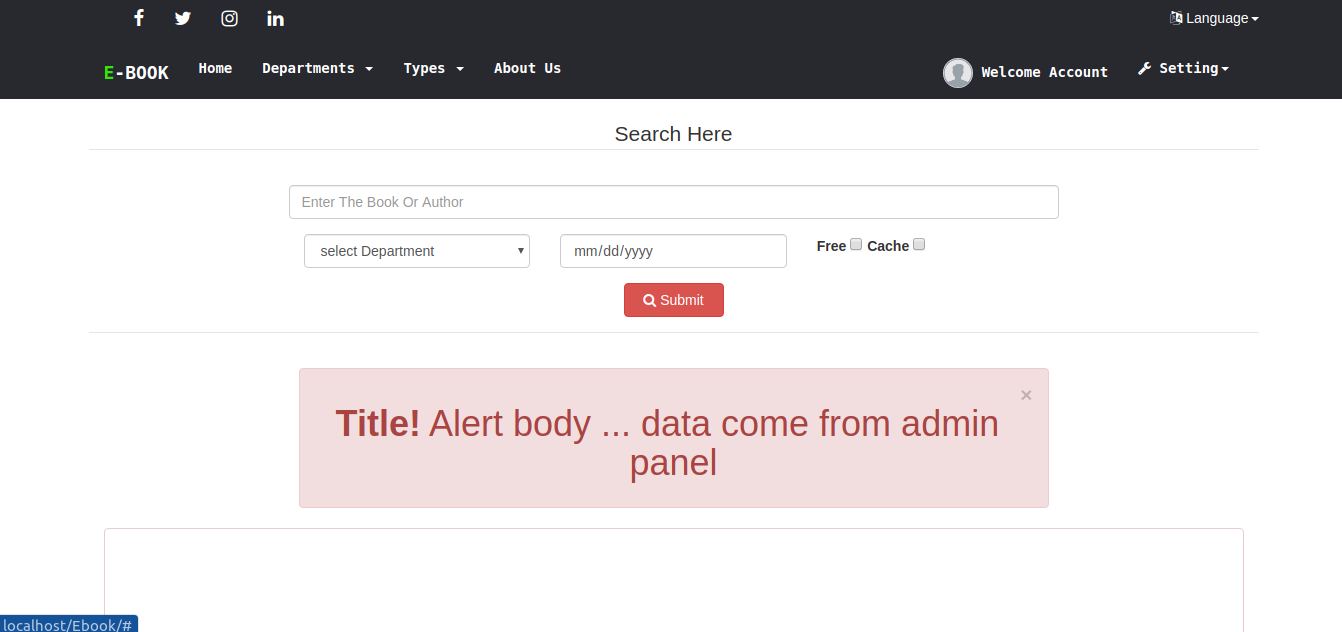 Language
E-BOOK Home Departments Types About Us Welcome Account Setting
Search Here
Enter The Book Or Author
select Department mm/dd/yyyy Free Cache
Submit
×
Title! Alert body ... data come from admin
panel
localhost/Ebook/#